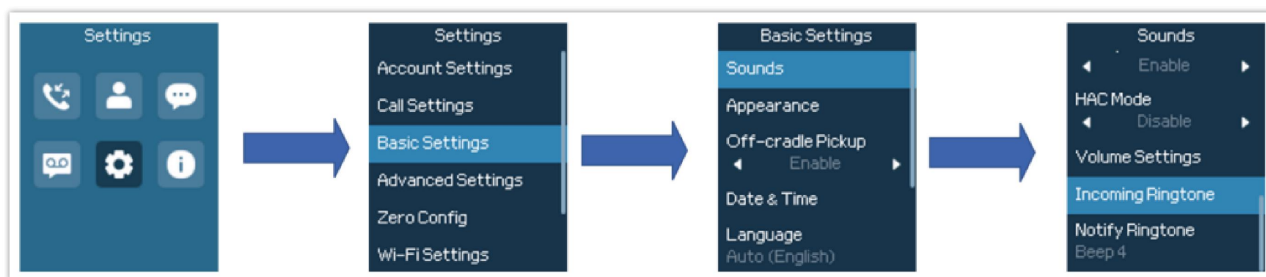 Settings
Settings
Account Settings
Call Settings
Basic Settings
Advanced Settings
Zero Config
Wi-Fi Settings
Basic Settings
Sounds
Appearance
Off-cradle Pickup
Enable
Date & Time
Language
Auto (English)
Sounds
Enable
HAC Mode
Disable
Volume Settings
Incoming Ringtone
Notify Ringtone
Beep 4